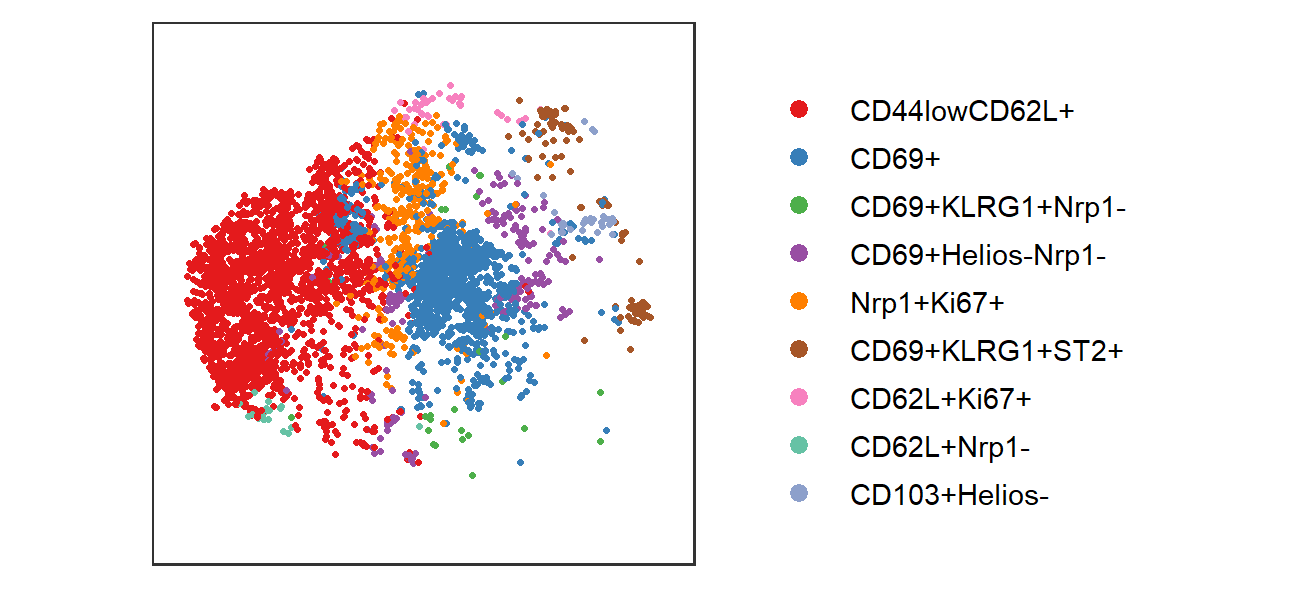 CD44lowCD62L+
CD69+
CD69+KLRG1+Nrp1-
CD69+Helios-Nrp1-
Nrp1+Ki67+
CD69+KLRG1+ST2+
CD62L+Ki67+
CD62L+Nrp1-
CD103+Helios-